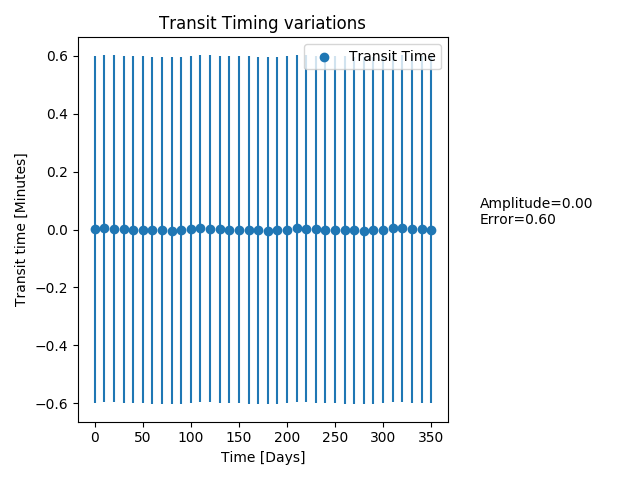 Transit Timing variations
Transit Time
0.6
0.4
0.2
0.0
−0.2
−0.4
−0.6
Transit time [Minutes]
Amplitude=0.00
Error=0.60
0 50 100 150 200 250 300 350
Time [Days]